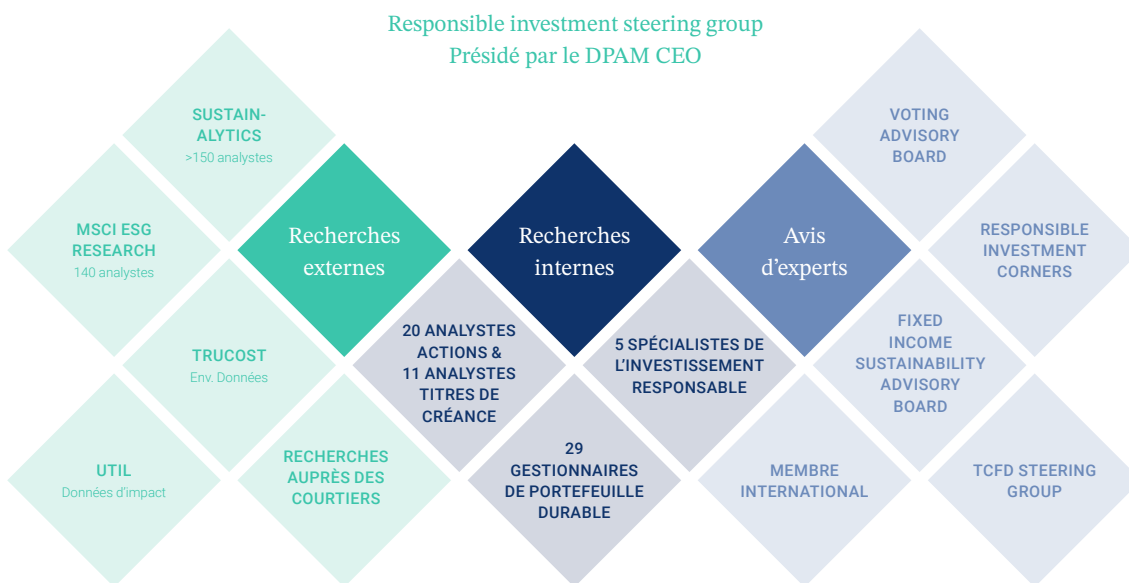 Responsible investment steering group
Présidé par le DPAM CEO
SUSTAIN-
ALYTICS
>150 analystes
MSCI ESG
RESEARCH
140 analystes
Recherches
externes
TRUCOST
Env. Données
UTIL
Données d'impact
RECHERCHES
AUPRÈS DES
COURTIERS
Recherches
internes
20 ANALYSTES
ACTIONS &
11 ANALYSTES
TITRES DE
CRÉANCE
5 SPÉCIALISTES DE
L'INVESTISSEMENT
RESPONSABLE
29
GESTIONNAIRES
DE PORTEFEUILLE
DURABLE
Avis
d'experts
VOTING
ADVISORY
BOARD
RESPONSIBLE
INVESTMENT
CORNERS
FIXED
INCOME
SUSTAINABILITY
ADVISORY
BOARD
MEMBRE
INTERNATIONAL
TCFD STEERING
GROUP